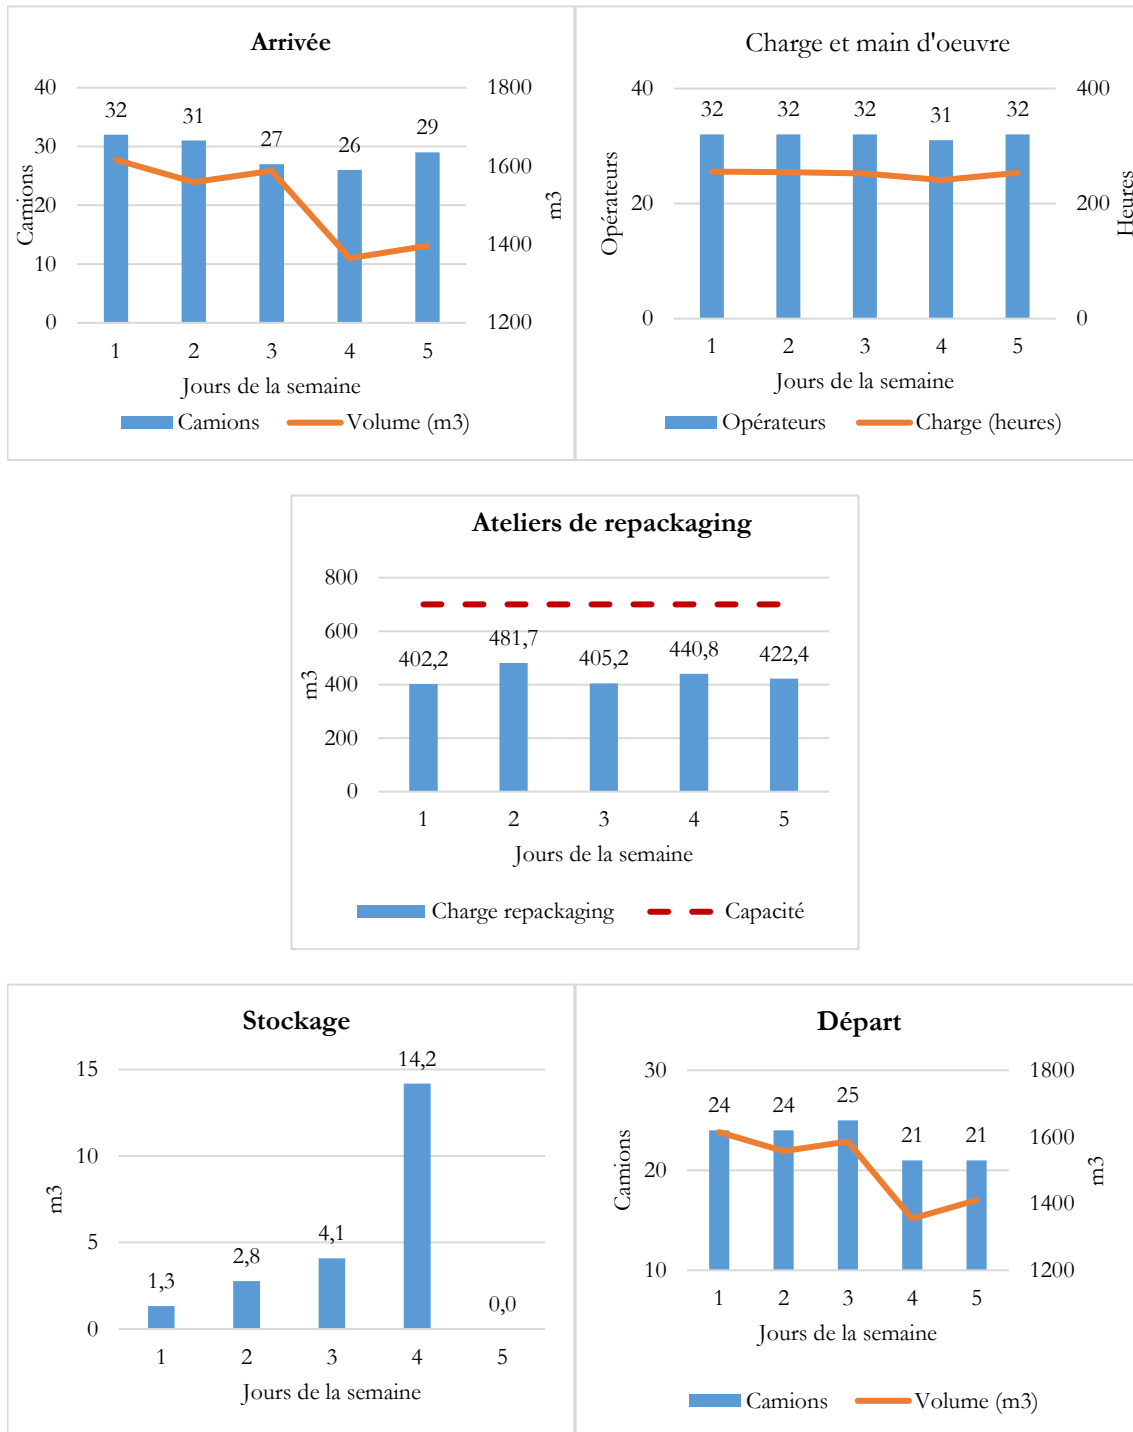 Arrivée
40
30
20
10
0
Camions
32
31
27
26
29
1800
1600
1400
1200
m3
1 2 3 4 5
Jours de la semaine
Camions Volume (m3)
Charge et main d'oeuvre
40
20
0
Opérateurs
32
32
32
31
32
400
200
0
Heures
1 2 3 4 5
Jours de la semaine
Opérateurs Charge (heures)
Ateliers de repackaging
800
600
400
200
0
m3
402,2
481,7
405,2
440,8
422,4
1 2 3 4 5
Jours de la semaine
Charge repackaging Capacité
Stockage
15
10
5
0
m3
1,3
2,8
4,1
14,2
0,0
1 2 3 4 5
Jours de la semaine
Départ
30
20
10
Camions
24
24
25
21
21
1800
1600
1400
1200
m3
1 2 3 4 5
Jours de la semaine
Camions Volume (m3)